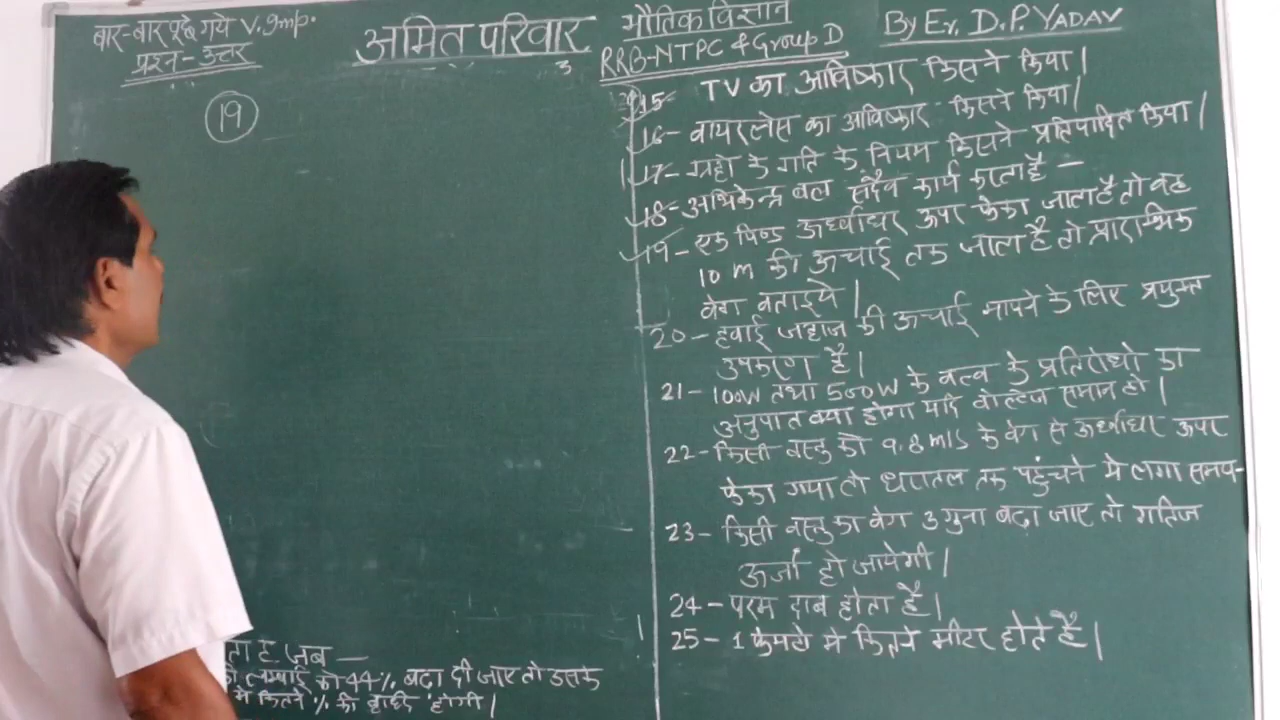 बार-बार पूछे गये V. Imp.
प्रश्न-उत्तर
19
अमित परिवार
3
भौतिक विज्ञान
RRB-NTPC & Group D
By Er. D.P. YADAV
15- TV का आविष्कार किसने किया।
16- वायरलेस का आविष्कार किसने किया।
17- ग्रहो के गति के नियम किसने प्रतिपादित किया।
18- अभिकेन्द्र बल सदैव कार्य करता है -
19- एक पिण्ड ऊर्ध्वाधर ऊपर फेका जाता है तो वह
10 m की ऊचाई तक जाता है तो प्रारम्भिक
वेग बताइये।
20- हवाई जहाज की ऊचाई मापने के लिए प्रयुक्त
उपकरण है।
21- 100W तथा 500W के बल्ब के प्रतिरोधो का
अनुपात क्या होगा यदि वोल्टेज समान हो।
22- किसी वस्तु को 9.8 m/s के वेग से ऊर्ध्वाधर ऊपर
फेका गया तो धरातल तक पहुंचने मे लगा समय-
23- किसी वस्तु का वेग 3 गुना बढ़ा जाए तो गतिज
ऊर्जा हो जायेगी।
24- परम दाब होता है।
25- 1 फेमटो मे कितने मीटर होते है।
ता है जब —
की लम्बाई को 44% बढ़ा दी जाए तो उसके
मे कितने % की वृद्धि होगी।